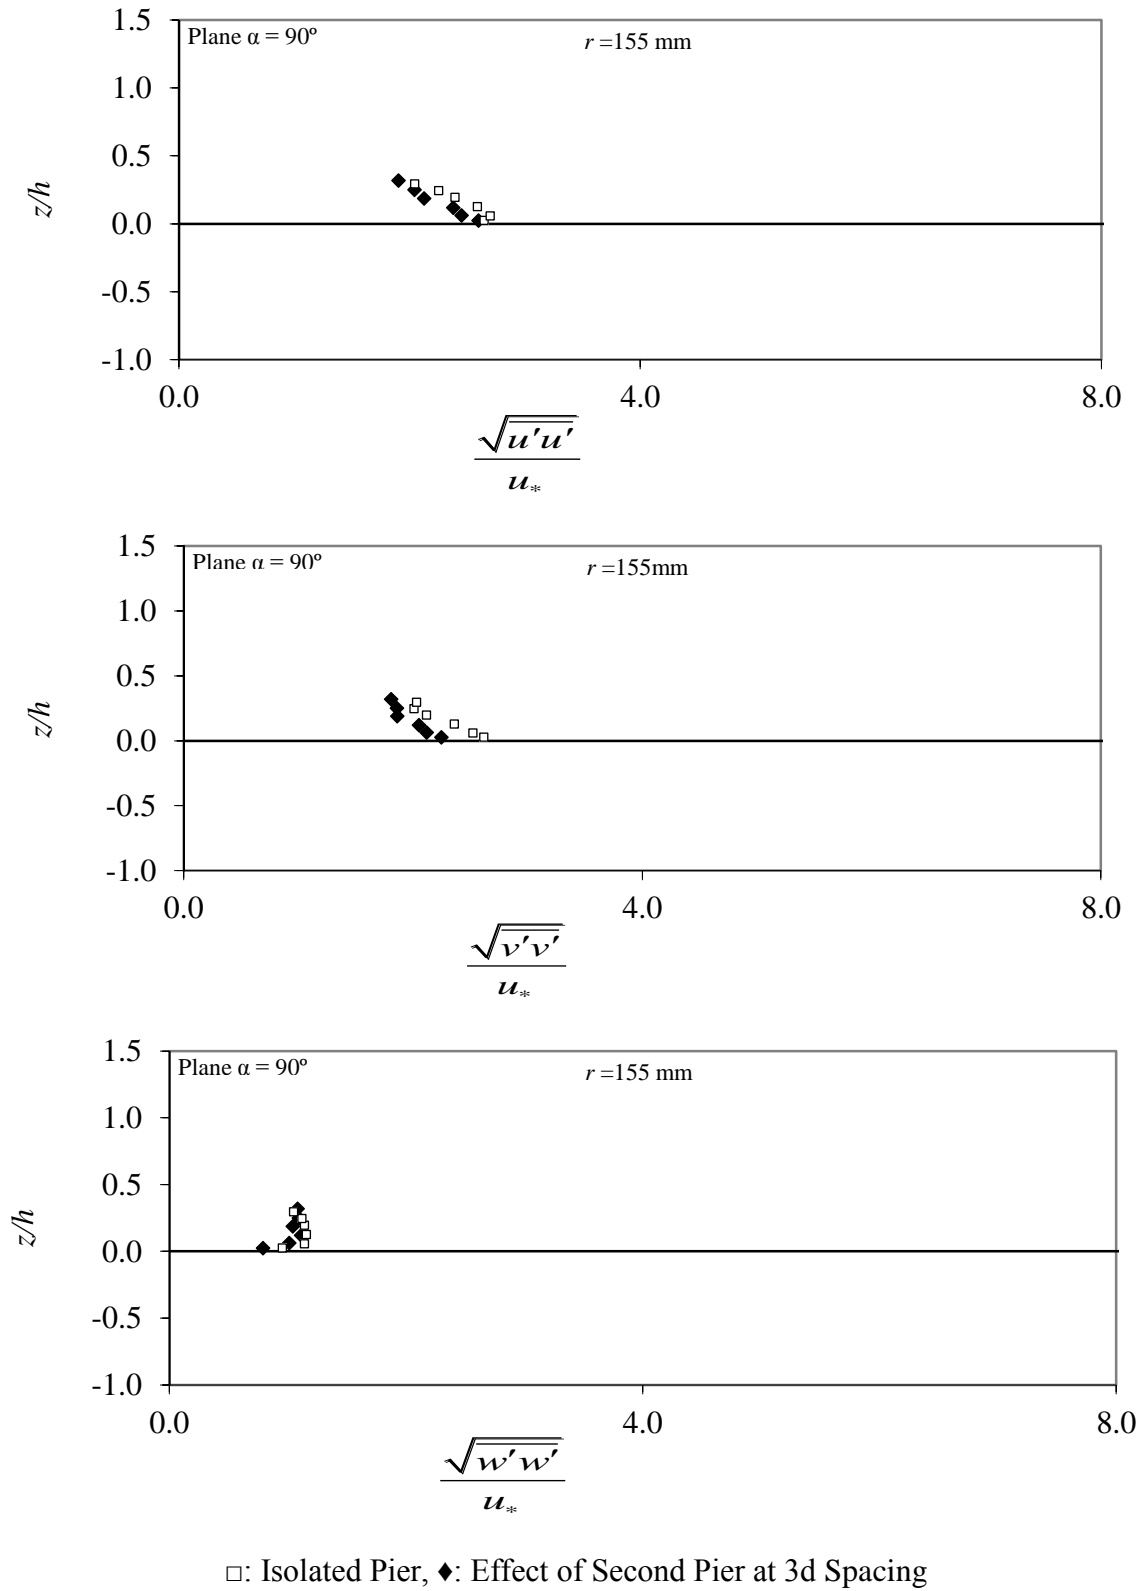 1.5
Plane α = 90º
r =155 mm
1.0
0.5
z/h
0.0
-0.5
-1.0
0.0 4.0 8.0
√u′u′
u*
1.5
Plane α = 90º
r =155mm
1.0
0.5
z/h
0.0
-0.5
-1.0
0.0 4.0 8.0
√v′v′
u*
1.5
Plane α = 90º
r =155 mm
1.0
0.5
z/h
0.0
-0.5
-1.0
0.0 4.0 8.0
√w′w′
u*
□: Isolated Pier, ♦: Effect of Second Pier at 3d Spacing